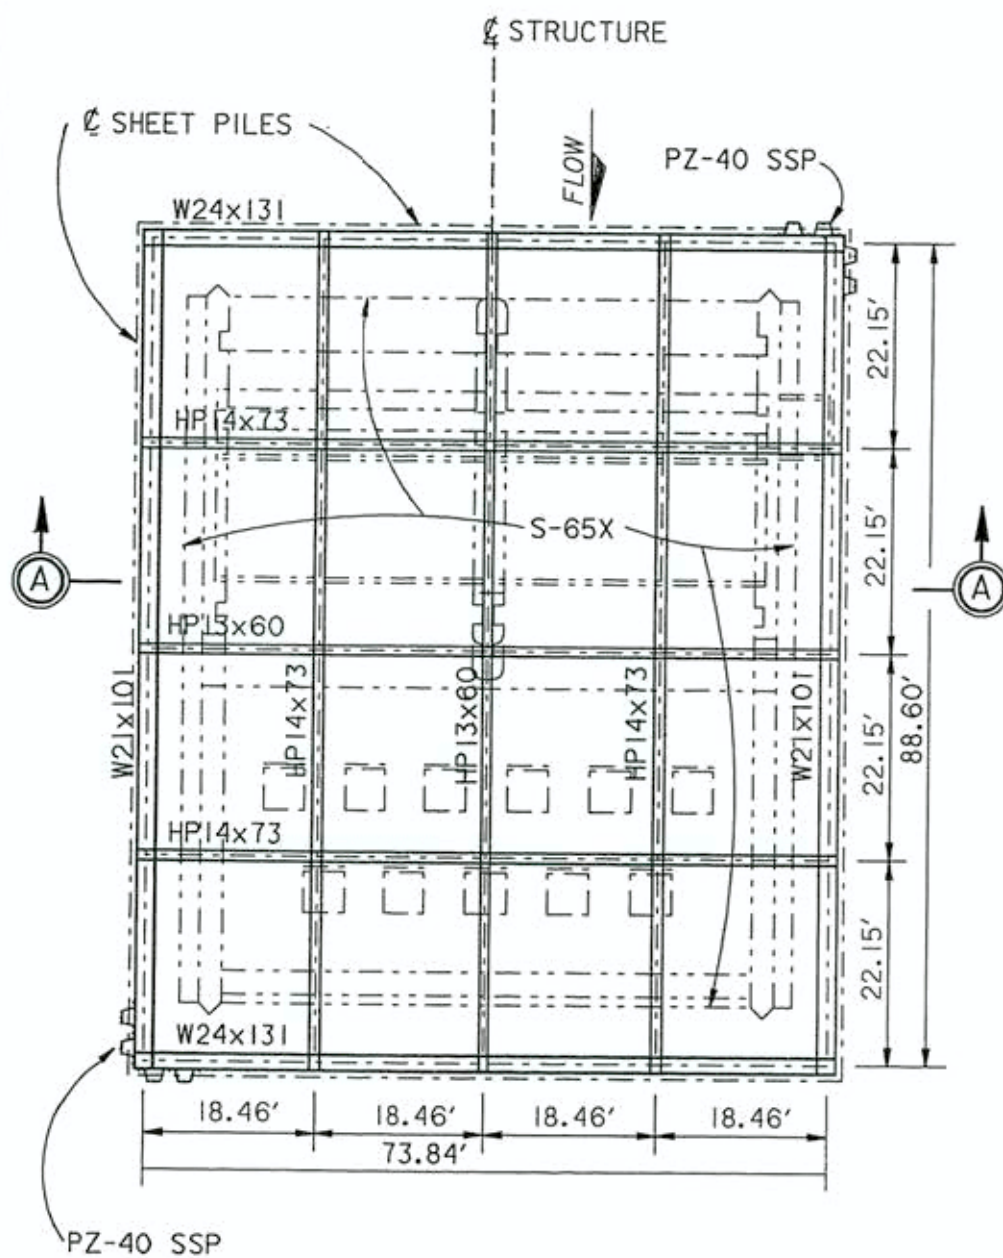 ℄ STRUCTURE
℄ SHEET PILES
FLOW
PZ-40 SSP
W24x131
22.15'
HP14x73
S-65X
22.15'
A
A
HP13x60
W21x101
HP14x73
HP13x60
HP14x73
W21x101
22.15'
88.60'
HP14x73
22.15'
W24x131
18.46'
18.46'
18.46'
18.46'
73.84'
PZ-40 SSP